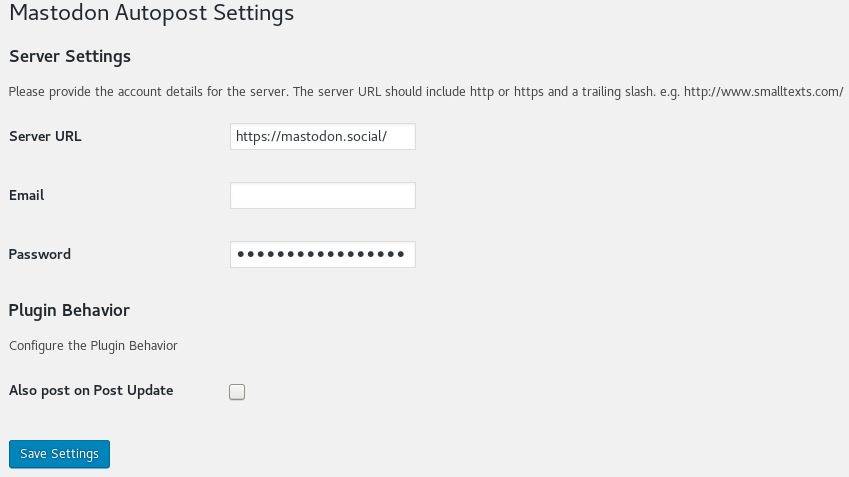 Mastodon Autopost Settings
Server Settings
Please provide the account details for the server. The server URL should include http or https and a trailing slash. e.g. http://www.smalltexts.com/
Server URL
https://mastodon.social/
Email
Password
•••••••••••••••••
Plugin Behavior
Configure the Plugin Behavior
Also post on Post Update
Save Settings